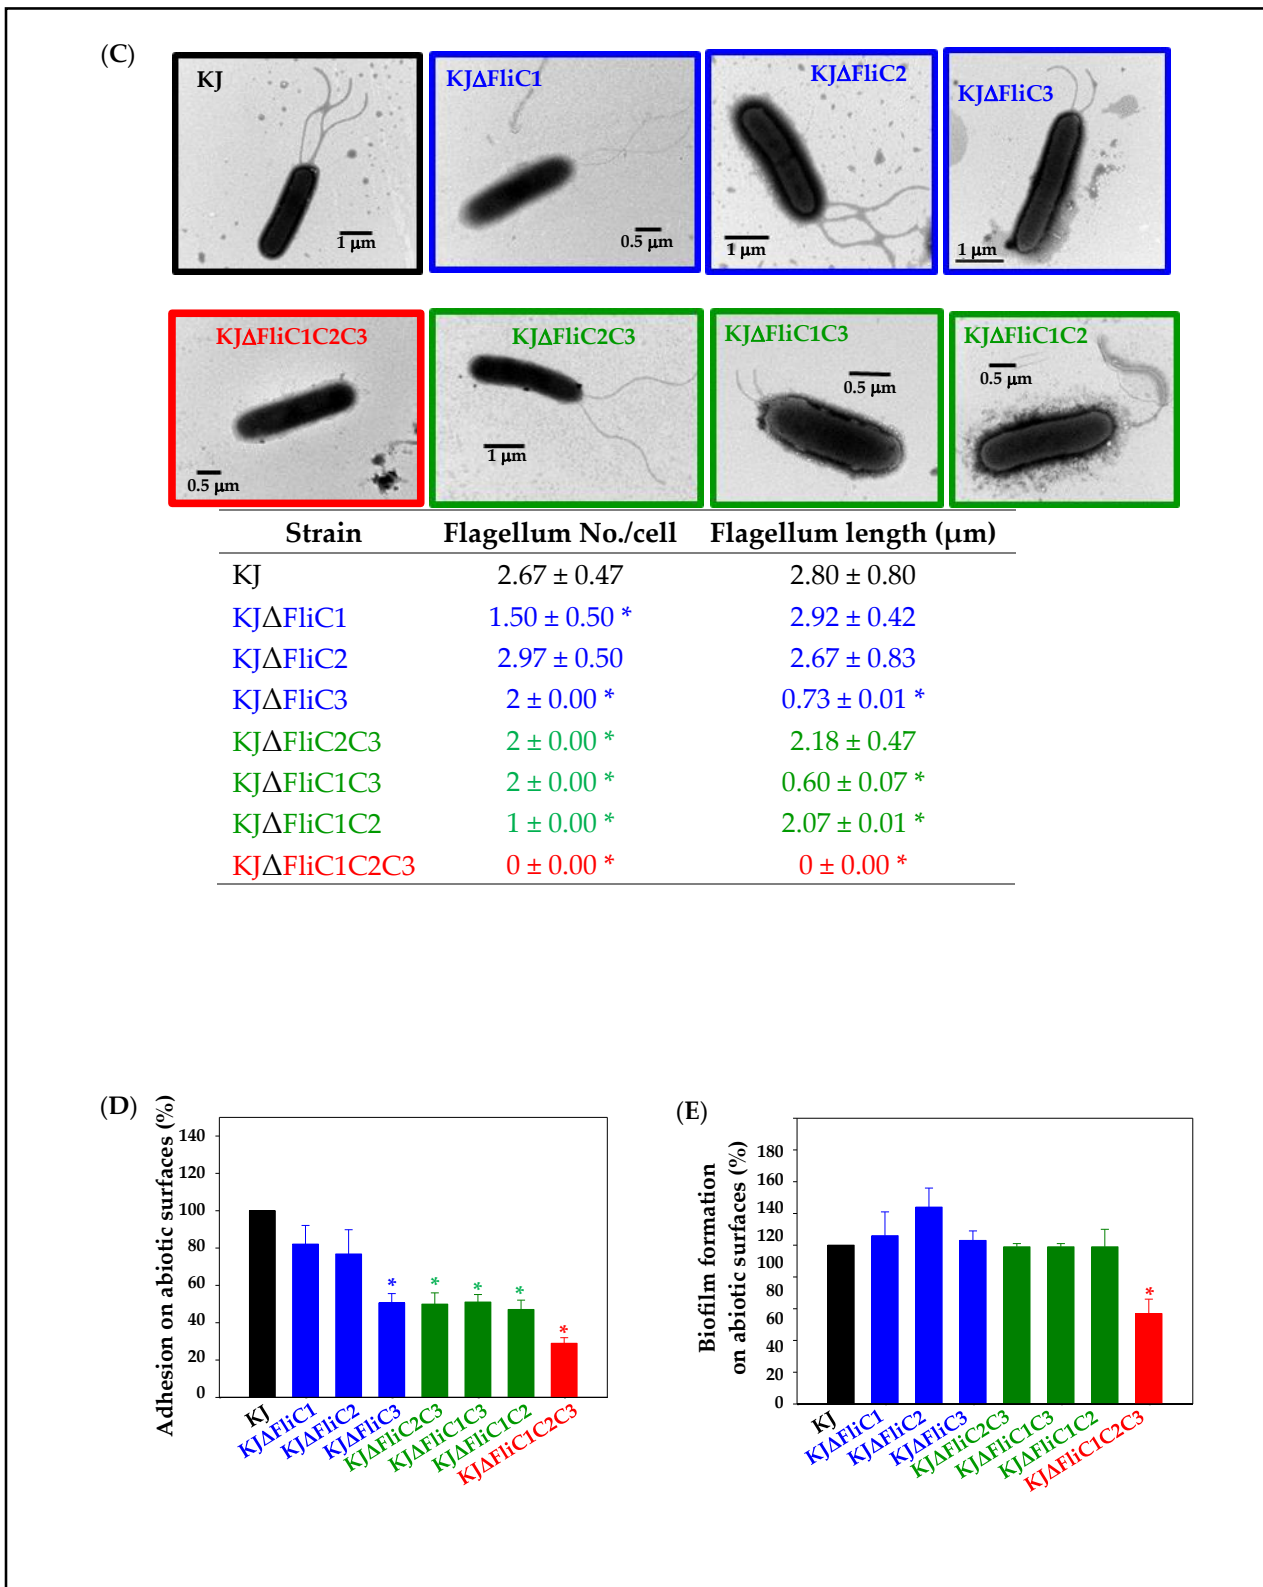 (C)
KJ
1 μm
KJΔFliC1
0.5 μm
KJΔFliC2
1 μm
KJΔFliC3
1 μm
KJΔFliC1C2C3
0.5 μm
KJΔFliC2C3
1 μm
KJΔFliC1C3
0.5 μm
KJΔFliC1C2
0.5 μm
Strain Flagellum No./cell Flagellum length (μm)
KJ 2.67 ± 0.47 2.80 ± 0.80
KJΔFliC1 1.50 ± 0.50 * 2.92 ± 0.42
KJΔFliC2 2.97 ± 0.50 2.67 ± 0.83
KJΔFliC3 2 ± 0.00 * 0.73 ± 0.01 *
KJΔFliC2C3 2 ± 0.00 * 2.18 ± 0.47
KJΔFliC1C3 2 ± 0.00 * 0.60 ± 0.07 *
KJΔFliC1C2 1 ± 0.00 * 2.07 ± 0.01 *
KJΔFliC1C2C3 0 ± 0.00 * 0 ± 0.00 *
(D)
Adhesion on abiotic surfaces (%)
140
120
100
80
60
40
20
0
* * * * *
KJ
KJΔFliC1
KJΔFliC2
KJΔFliC3
KJΔFliC2C3
KJΔFliC1C3
KJΔFliC1C2
KJΔFliC1C2C3
(E)
Biofilm formation
on abiotic surfaces (%)
180
160
140
120
100
80
60
40
20
0
*
KJ
KJΔFliC1
KJΔFliC2
KJΔFliC3
KJΔFliC2C3
KJΔFliC1C3
KJΔFliC1C2
KJΔFliC1C2C3